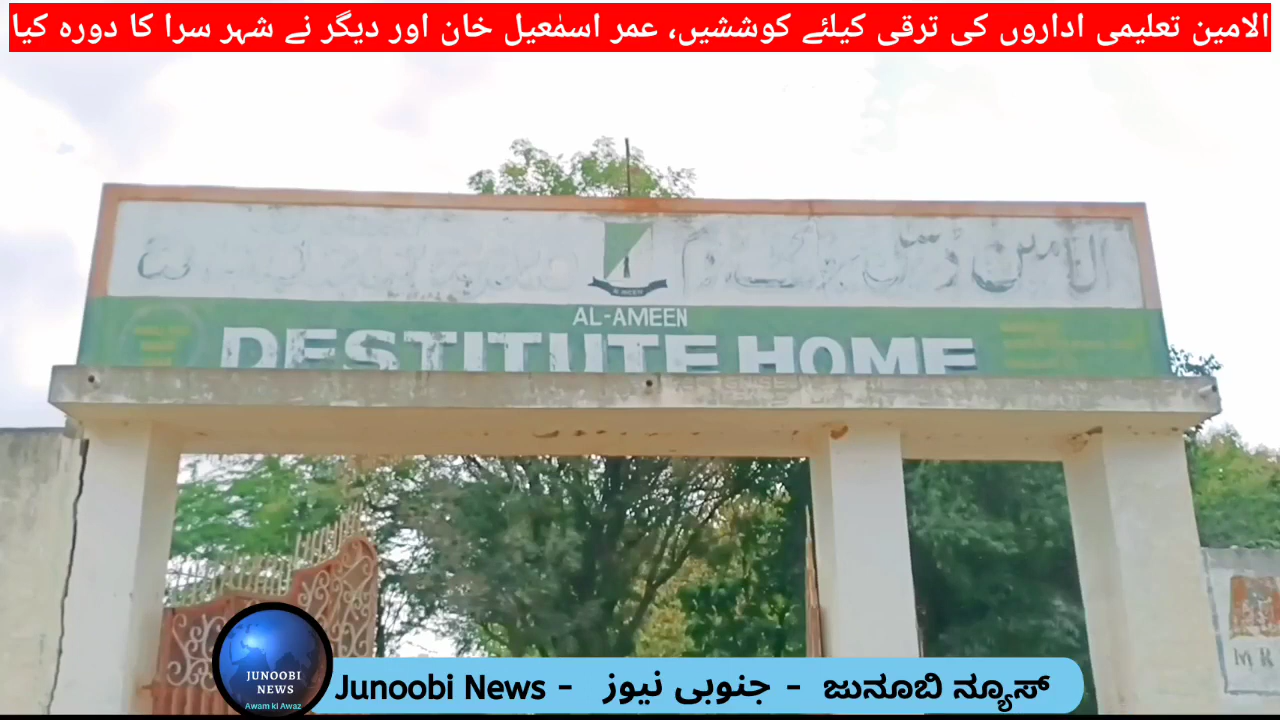 الامین تعلیمی اداروں کی ترقی کیلئے کوششیں، عمر اسمٰعیل خان اور دیگر نے شہر سرا کا دورہ کیا
الامین
AL-AMEEN
DESTITUTE HOME
JUNOOBI
NEWS
Awam ki Awaz
Junoobi News - جنوبی نیوز - ಜುನೂಬಿ ನ್ಯೂಸ್